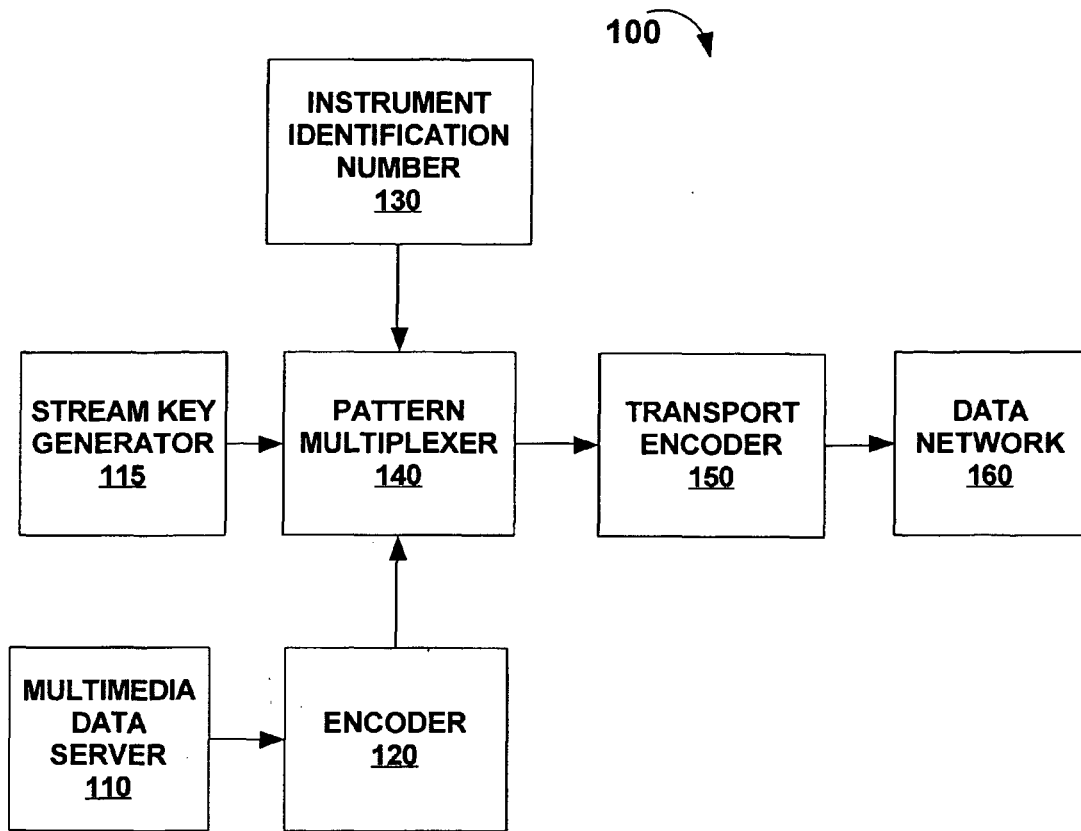 100
INSTRUMENT
IDENTIFICATION
NUMBER
130
STREAM KEY
GENERATOR
115
PATTERN
MULTIPLEXER
140
TRANSPORT
ENCODER
150
DATA
NETWORK
160
MULTIMEDIA
DATA
SERVER
110
ENCODER
120